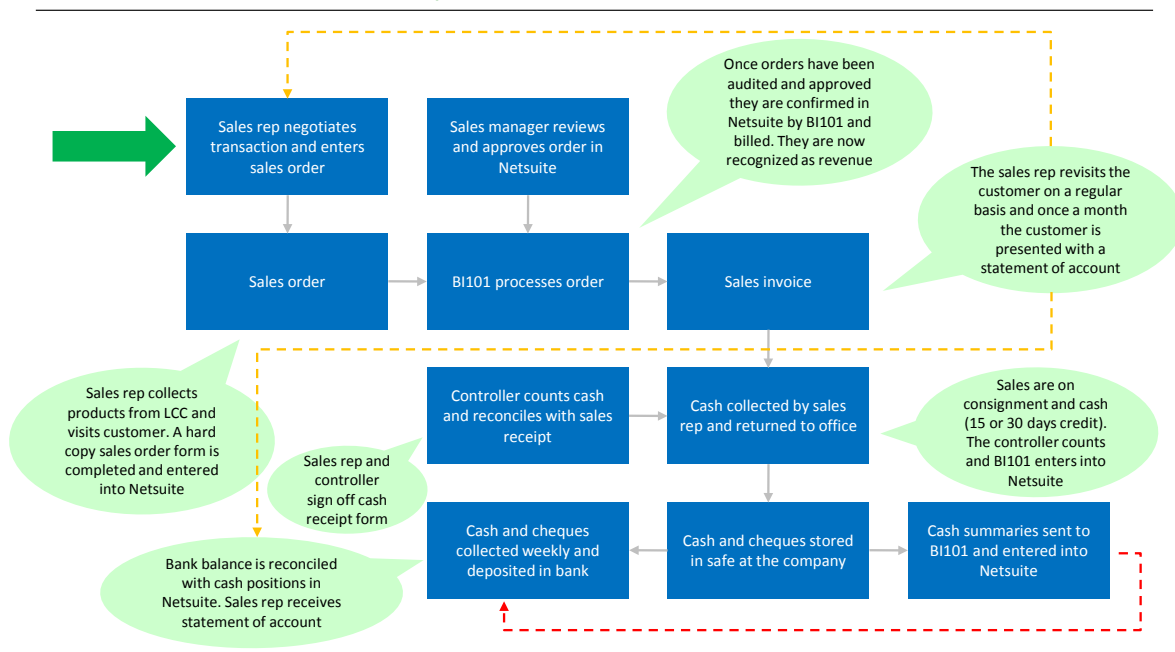 Once orders have been
audited and approved
they are confirmed in
Netsuite by BI101 and
billed. They are now
recognized as revenue
Sales rep negotiates
transaction and enters
sales order
Sales manager reviews
and approves order in
Netsuite
The sales rep revisits the
customer on a regular
basis and once a month
the customer is
presented with a
statement of account
Sales order
BI101 processes order
Sales invoice
Sales rep collects
products from LCC and
visits customer. A hard
copy sales order form is
completed and entered
into Netsuite
Controller counts cash
and reconciles with sales
receipt
Cash collected by sales
rep and returned to office
Sales are on
consignment and cash
(15 or 30 days credit).
The controller counts
and BI101 enters into
Netsuite
Sales rep and
controller
sign off cash
receipt form
Cash and cheques
collected weekly and
deposited in bank
Cash and cheques stored
in safe at the company
Cash summaries sent to
BI101 and entered into
Netsuite
Bank balance is reconciled
with cash positions in
Netsuite. Sales rep receives
statement of account